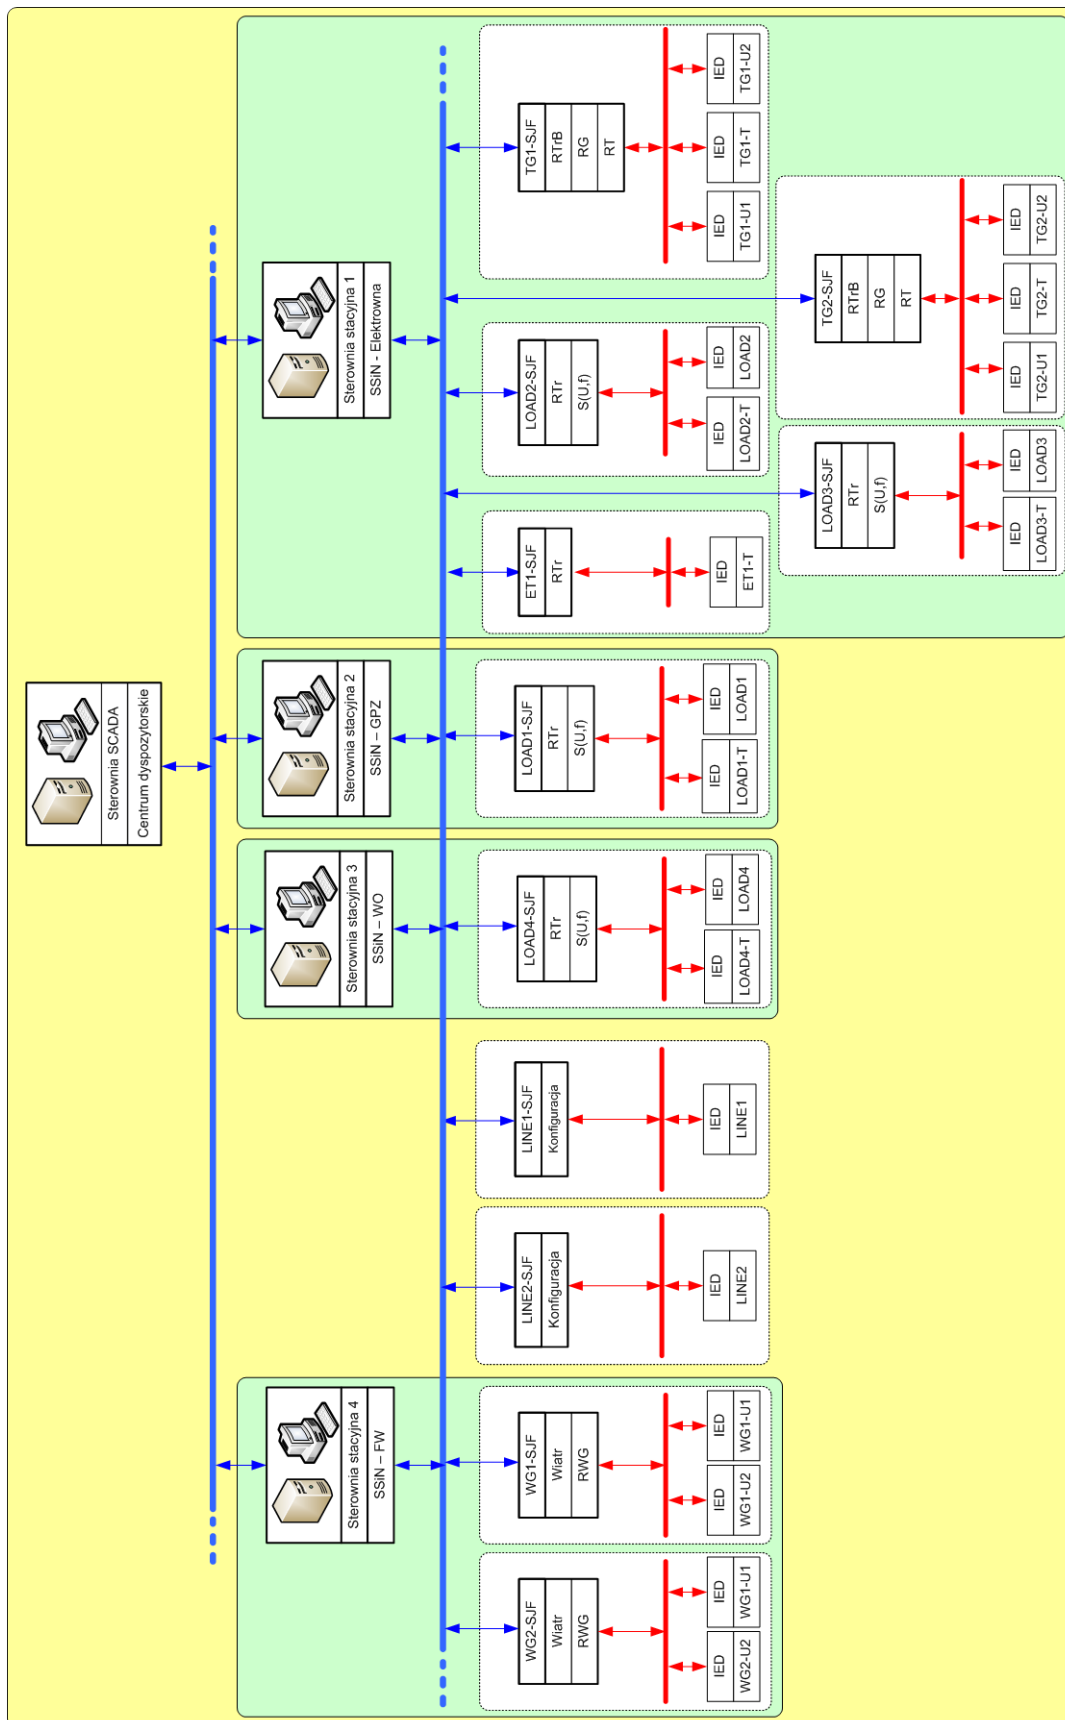 Sterownia SCADA
Centrum dyspozytorskie
Sterownia stacyjna 4
SSiN – FW
Sterownia stacyjna 3
SSiN – WO
Sterownia stacyjna 2
SSiN – GPZ
Sterownia stacyjna 1
SSiN - Elektrowna
WG2-SJF
Wiatr
RWG
IED
WG2-U2
IED
WG1-U1
WG1-SJF
Wiatr
RWG
IED
WG1-U2
IED
WG1-U1
LINE2-SJF
Konfiguracja
IED
LINE2
LINE1-SJF
Konfiguracja
IED
LINE1
LOAD4-SJF
RTr
S(U,f)
IED
LOAD4-T
IED
LOAD4
LOAD1-SJF
RTr
S(U,f)
IED
LOAD1-T
IED
LOAD1
ET1-SJF
RTr
IED
ET1-T
LOAD2-SJF
RTr
S(U,f)
IED
LOAD2-T
IED
LOAD2
TG1-SJF
RTrB
RG
RT
IED
TG1-U1
IED
TG1-T
IED
TG1-U2
LOAD3-SJF
RTr
S(U,f)
IED
LOAD3-T
IED
LOAD3
TG2-SJF
RTrB
RG
RT
IED
TG2-U1
IED
TG2-T
IED
TG2-U2